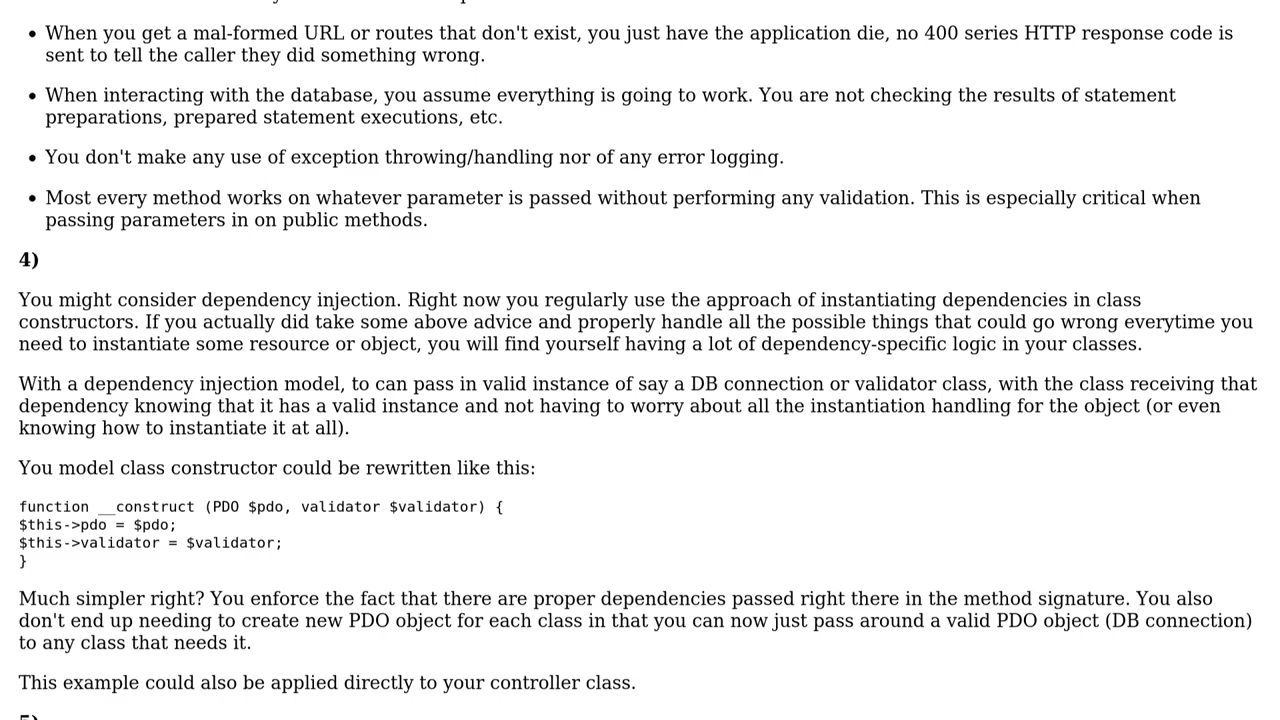 • When you get a mal-formed URL or routes that don't exist, you just have the application die, no 400 series HTTP response code is
sent to tell the caller they did something wrong.
• When interacting with the database, you assume everything is going to work. You are not checking the results of statement
preparations, prepared statement executions, etc.
• You don't make any use of exception throwing/handling nor of any error logging.
• Most every method works on whatever parameter is passed without performing any validation. This is especially critical when
passing parameters in on public methods.
4)
You might consider dependency injection. Right now you regularly use the approach of instantiating dependencies in class
constructors. If you actually did take some above advice and properly handle all the possible things that could go wrong everytime you
need to instantiate some resource or object, you will find yourself having a lot of dependency-specific logic in your classes.
With a dependency injection model, to can pass in valid instance of say a DB connection or validator class, with the class receiving that
dependency knowing that it has a valid instance and not having to worry about all the instantiation handling for the object (or even
knowing how to instantiate it at all).
You model class constructor could be rewritten like this:
function __construct (PDO $pdo, validator $validator) {
$this->pdo = $pdo;
$this->validator = $validator;
}
Much simpler right? You enforce the fact that there are proper dependencies passed right there in the method signature. You also
don't end up needing to create new PDO object for each class in that you can now just pass around a valid PDO object (DB connection)
to any class that needs it.
This example could also be applied directly to your controller class.